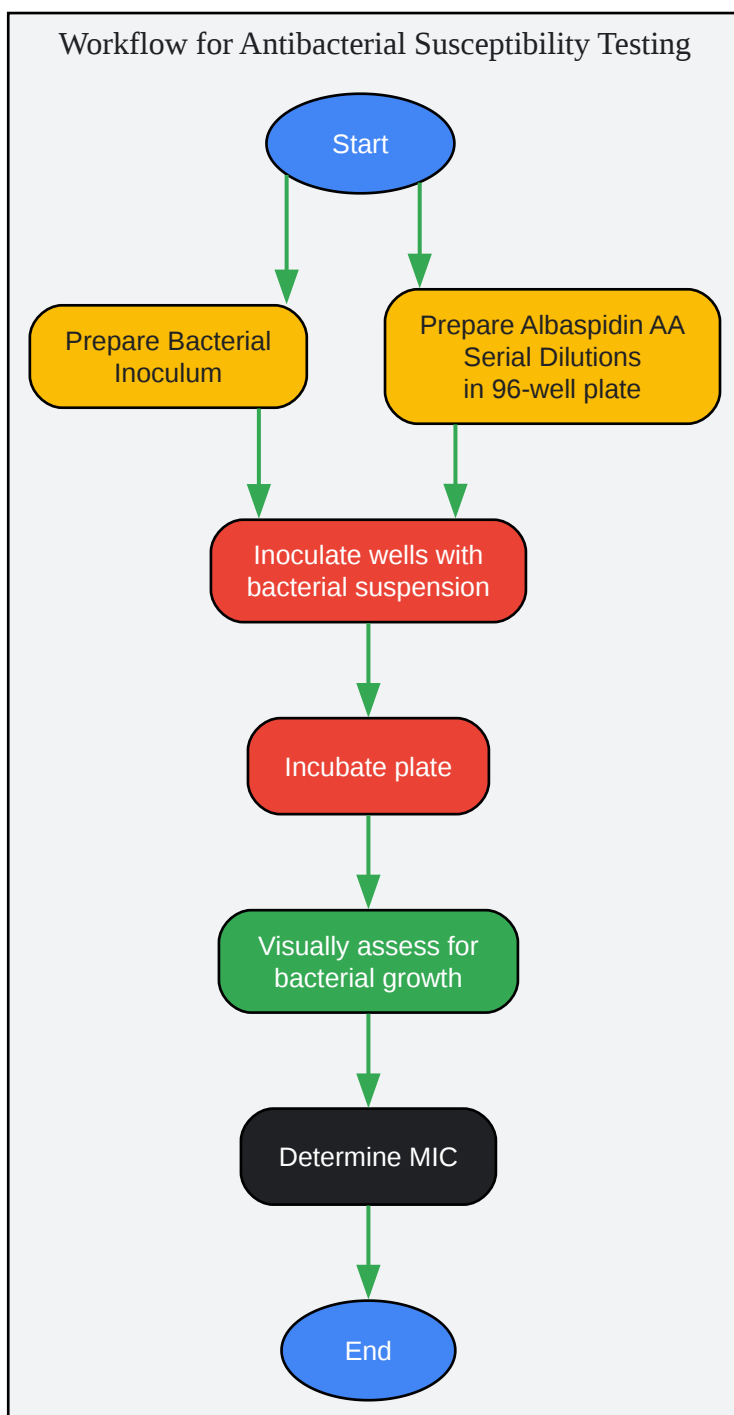 Workflow for Antibacterial Susceptibility Testing
Start
Prepare Bacterial
Inoculum
Prepare Albaspidin AA
Serial Dilutions
in 96-well plate
Inoculate wells with
bacterial suspension
Incubate plate
Visually assess for
bacterial growth
Determine MIC
End